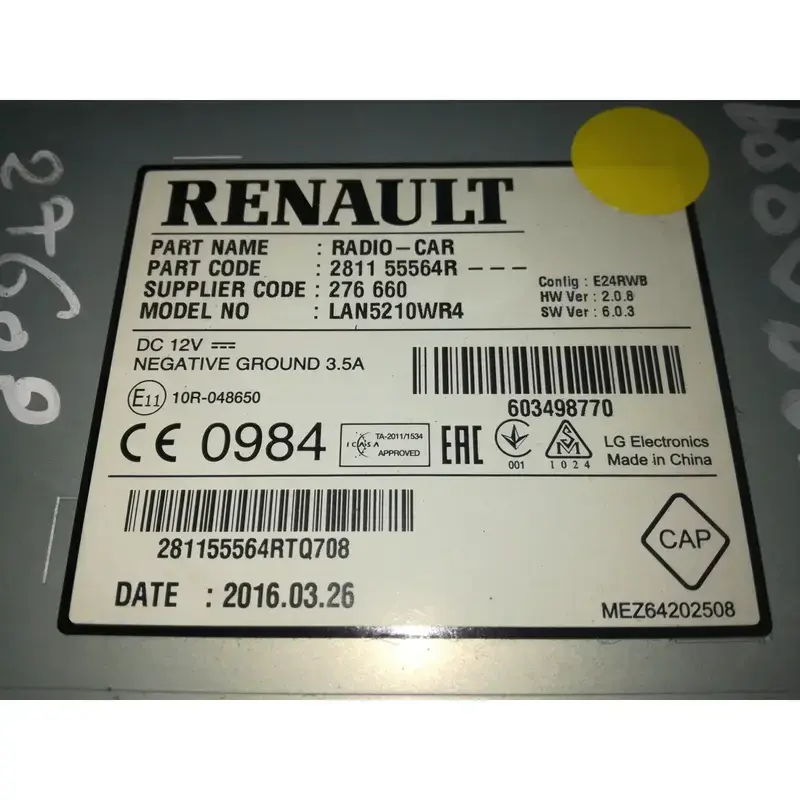 RENAULT
PART NAME : RADIO-CAR
PART CODE : 2811 55564R - - -
SUPPLIER CODE : 276 660
MODEL NO : LAN5210WR4
Config : E24RWB
HW Ver : 2.0.8
SW Ver : 6.0.3
DC 12V
NEGATIVE GROUND 3.5A
E11 10R-048650
603498770
CE 0984
ICASA TA-2011/1534
APPROVED
EAC
001
M
1024
LG Electronics
Made in China
281155564RTQ708
DATE : 2016.03.26
CAP
MEZ64202508